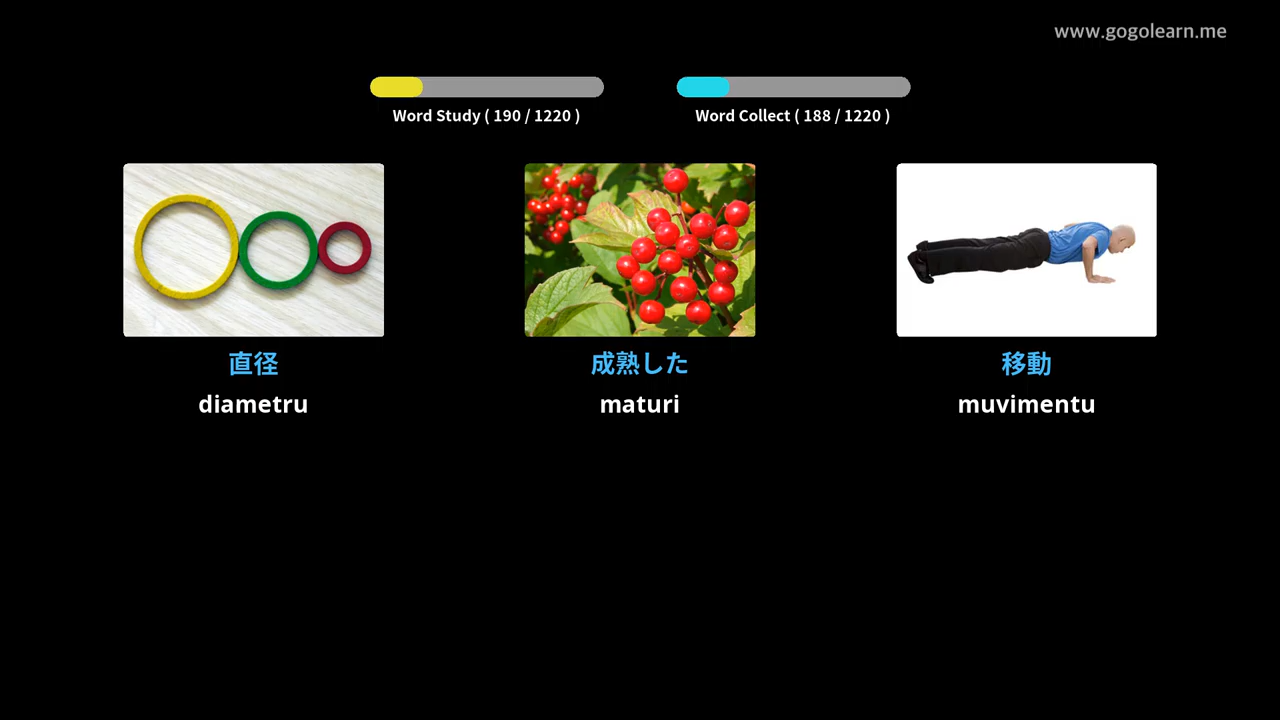 www.gogolearn.me
Word Study ( 190 / 1220 )
Word Collect ( 188 / 1220 )
直径
成熟した
移動
diametru
maturi
muvimentu